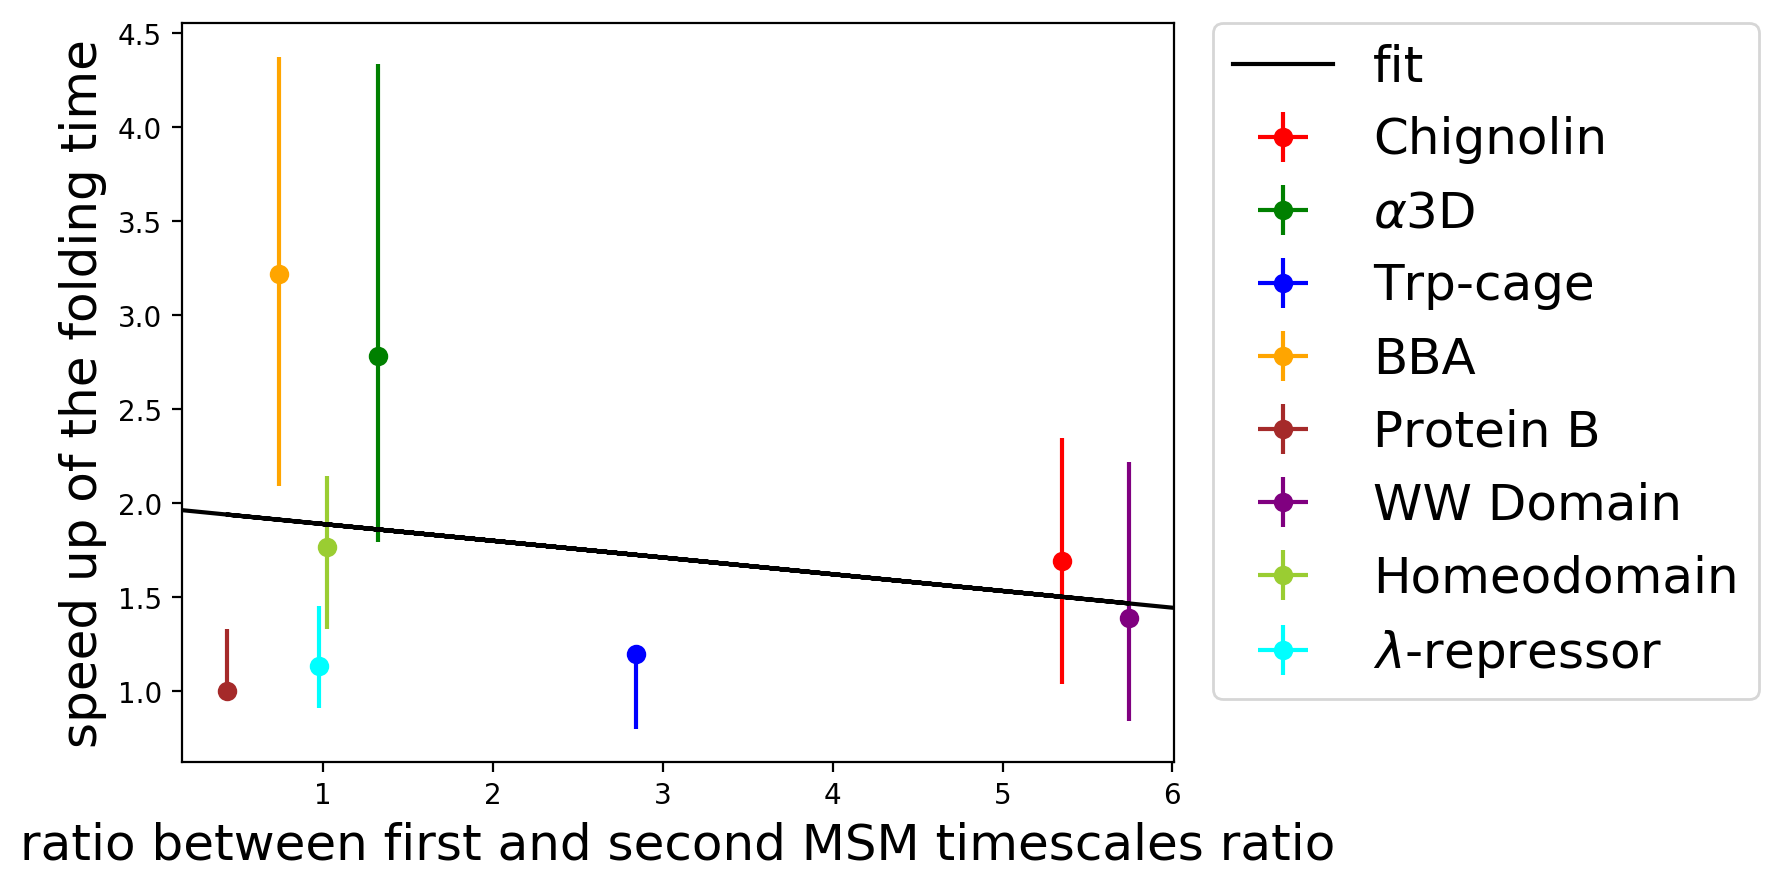 4.5
4.0
3.5
3.0
2.5
2.0
1.5
1.0
speed up of the folding time
1 2 3 4 5 6
ratio between first and second MSM timescales ratio
fit
Chignolin
α3D
Trp-cage
BBA
Protein B
WW Domain
Homeodomain
λ-repressor